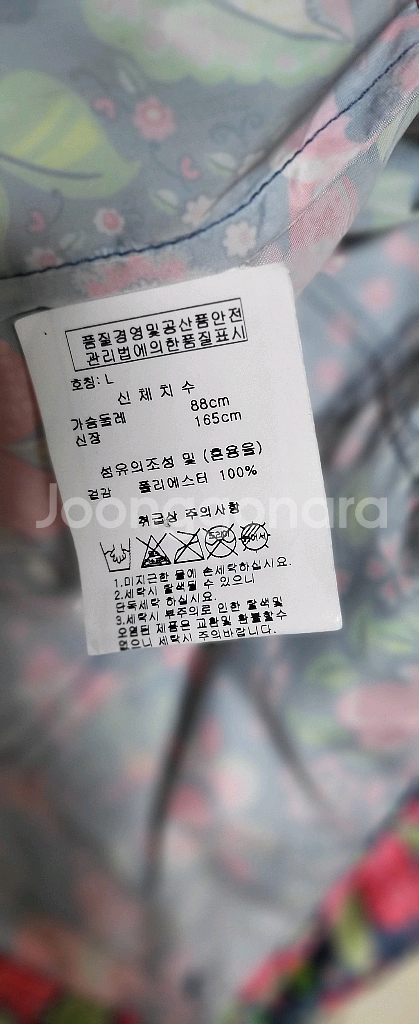 품질경영및공산품안전
관리법에의한품질표시
호칭: L
신 체 치 수
가슴둘레 88cm
신장 165cm
섬유의조성 및 (혼용율)
겉감 폴리에스터 100%
Joongonara
취급상 주의사항
드라이
1.미지근한 물에 손세탁하십시요.
2.세탁시 탈색될수 있으니
단독세탁 하십시요.
3.세탁시 부주의로 인한 탈색및
오염된 제품은 교환및 환불할수
없으니 세탁시 주의바랍니다.